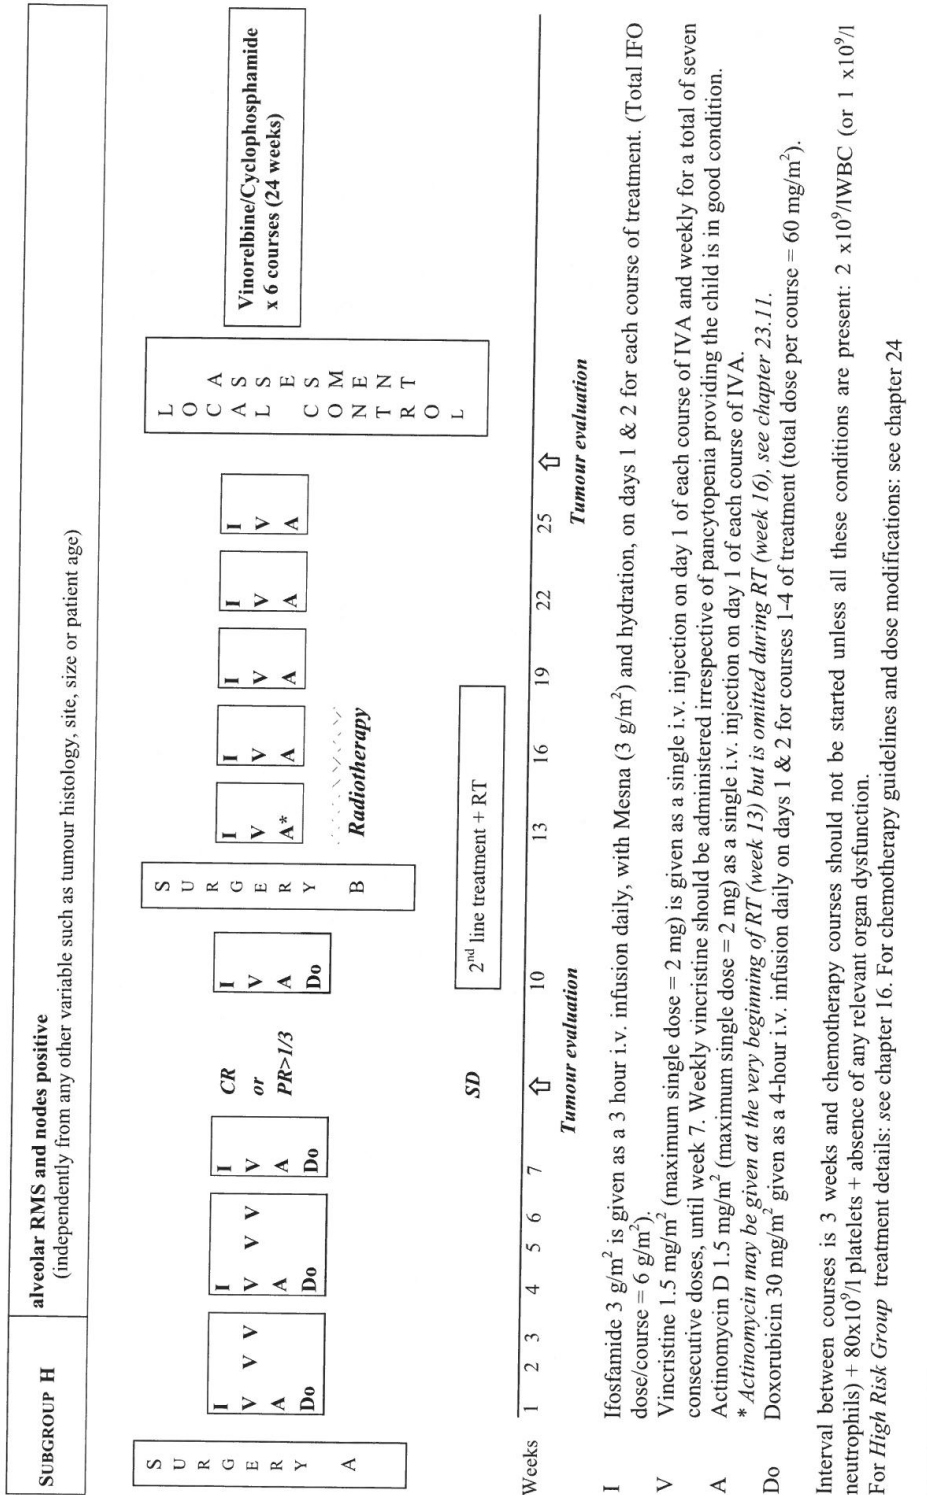 SUBGROUP H
alveolar RMS and nodes positive
(independently from any other variable such as tumour histology, site, size or patient age)
SURGERY A
I
V V V
A
Do
I
V V V
A
Do
I
V
A
Do
CR
or
PR>1/3
I
V
A
Do
SURGERY B
I
V
A*
I
V
A
I
V
A
I
V
A
I
V
A
Radiotherapy
LOCAL CONTROL
ASSESSMENT
Vinorelbine/Cyclophosphamide
x 6 courses (24 weeks)
SD
2nd line treatment + RT
Weeks 1 2 3 4 5 6 7 ⇧ 10 13 16 19 22 25 ⇧
Tumour evaluation Tumour evaluation
I Ifosfamide 3 g/m² is given as a 3 hour i.v. infusion daily, with Mesna (3 g/m²) and hydration, on days 1 & 2 for each course of treatment. (Total IFO
dose/course = 6 g/m²).
V Vincristine 1.5 mg/m² (maximum single dose = 2 mg) is given as a single i.v. injection on day 1 of each course of IVA and weekly for a total of seven
consecutive doses, until week 7. Weekly vincristine should be administered irrespective of pancytopenia providing the child is in good condition.
A Actinomycin D 1.5 mg/m² (maximum single dose = 2 mg) as a single i.v. injection on day 1 of each course of IVA.
* Actinomycin may be given at the very beginning of RT (week 13) but is omitted during RT (week 16), see chapter 23.11.
Do Doxorubicin 30 mg/m² given as a 4-hour i.v. infusion daily on days 1 & 2 for courses 1-4 of treatment (total dose per course = 60 mg/m²).
Interval between courses is 3 weeks and chemotherapy courses should not be started unless all these conditions are present: 2 x10⁹/lWBC (or 1 x10⁹/l
neutrophils) + 80x10⁹/l platelets + absence of any relevant organ dysfunction.
For High Risk Group treatment details: see chapter 16. For chemotherapy guidelines and dose modifications: see chapter 24